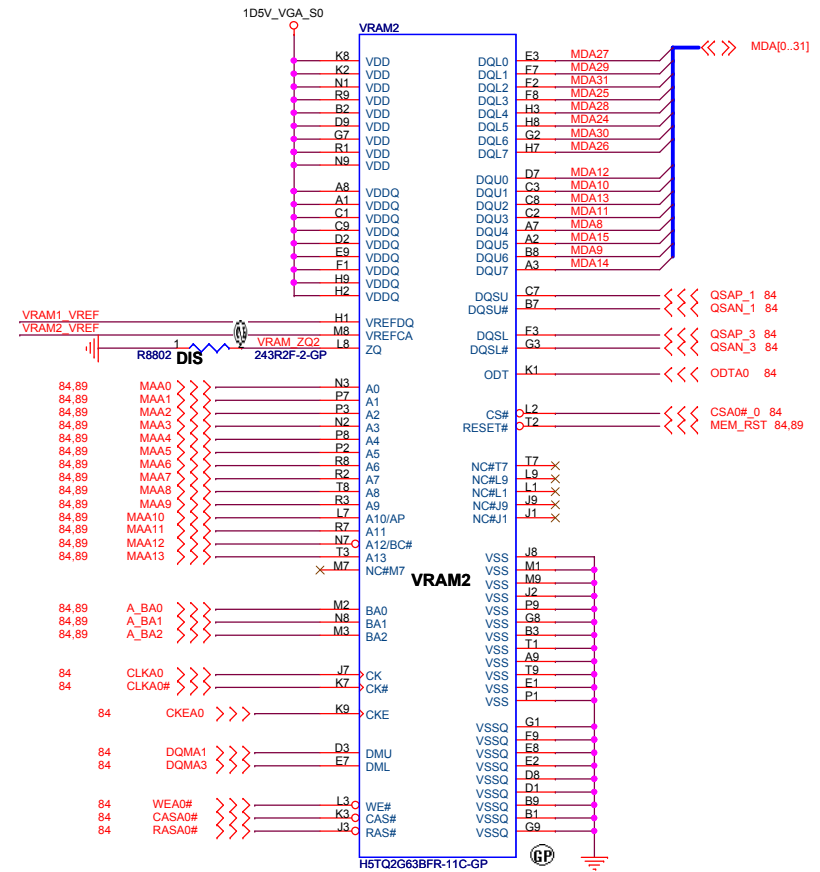 1D5V_VGA_S0
VRAM2
K8 VDD DQL0 E3 MDA27 MDA[0..31]
K2 VDD DQL1 F7 MDA29
N1 VDD DQL2 F2 MDA31
R9 VDD DQL3 F8 MDA25
B2 VDD DQL4 H3 MDA28
D9 VDD DQL5 H8 MDA24
G7 VDD DQL6 G2 MDA30
R1 VDD DQL7 H7 MDA26
N9 VDD
DQU0 D7 MDA12
A8 VDDQ DQU1 C3 MDA10
A1 VDDQ DQU2 C8 MDA13
C1 VDDQ DQU3 C2 MDA11
C9 VDDQ DQU4 A7 MDA8
D2 VDDQ DQU5 A2 MDA15
E9 VDDQ DQU6 B8 MDA9
F1 VDDQ DQU7 A3 MDA14
H9 VDDQ
H2 VDDQ DQSU C7 QSAP_1 84
DQSU# B7 QSAN_1 84
VRAM1_VREF H1 VREFDQ
VRAM2_VREF M8 VREFCA DQSL F3 QSAP_3 84
1 VRAM_ZQ2 L8 ZQ DQSL# G3 QSAN_3 84
R8802 DIS 243R2F-2-GP
ODT K1 ODTA0 84
84,89 MAA0 N3 A0
84,89 MAA1 P7 A1
84,89 MAA2 P3 A2 CS# L2 CSA0#_0 84
84,89 MAA3 N2 A3 RESET# T2 MEM_RST 84,89
84,89 MAA4 P8 A4
84,89 MAA5 P2 A5
84,89 MAA6 R8 A6 NC#T7 T7
84,89 MAA7 R2 A7 NC#L9 L9
84,89 MAA8 T8 A8 NC#L1 L1
84,89 MAA9 R3 A9 NC#J9 J9
84,89 MAA10 L7 A10/AP NC#J1 J1
84,89 MAA11 R7 A11
84,89 MAA12 N7 A12/BC#
84,89 MAA13 T3 A13 VSS J8
M7 NC#M7 VSS M1
VRAM2 VSS M9
VSS J2
84,89 A_BA0 M2 BA0 VSS P9
84,89 A_BA1 N8 BA1 VSS G8
84,89 A_BA2 M3 BA2 VSS B3
VSS T1
VSS A9
84 CLKA0 J7 CK VSS T9
84 CLKA0# K7 CK# VSS E1
VSS P1
84 CKEA0 K9 CKE
VSSQ G1
VSSQ F9
84 DQMA1 D3 DMU VSSQ E8
84 DQMA3 E7 DML VSSQ E2
VSSQ D8
VSSQ D1
84 WEA0# L3 WE# VSSQ B9
84 CASA0# K3 CAS# VSSQ B1
84 RASA0# J3 RAS# VSSQ G9
GP
H5TQ2G63BFR-11C-GP